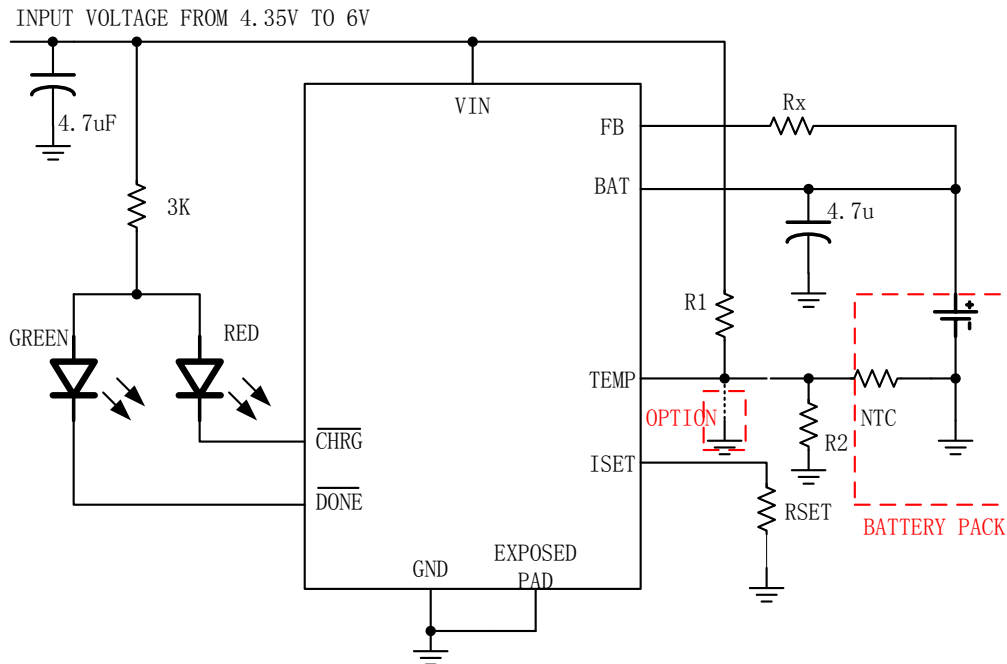 INPUT VOLTAGE FROM 4.35V TO 6V
4.7uF
VIN
Rx
FB
BAT
3K
4.7u
R1
GREEN
RED
TEMP
OPTION
NTC
R2
CHRG
ISET
DONE
RSET
BATTERY PACK
EXPOSED
PAD
GND